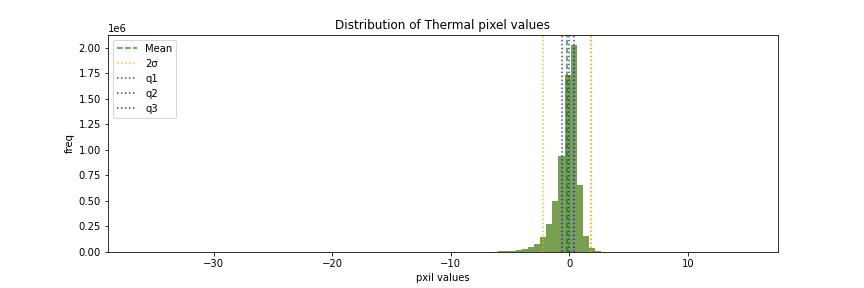 Distribution of Thermal pixel values
1e6
2.00
1.75
1.50
1.25
1.00
0.75
0.50
0.25
0.00
freq
Mean
2σ
q1
q2
q3
−30
−20
−10
0
10
pxil values